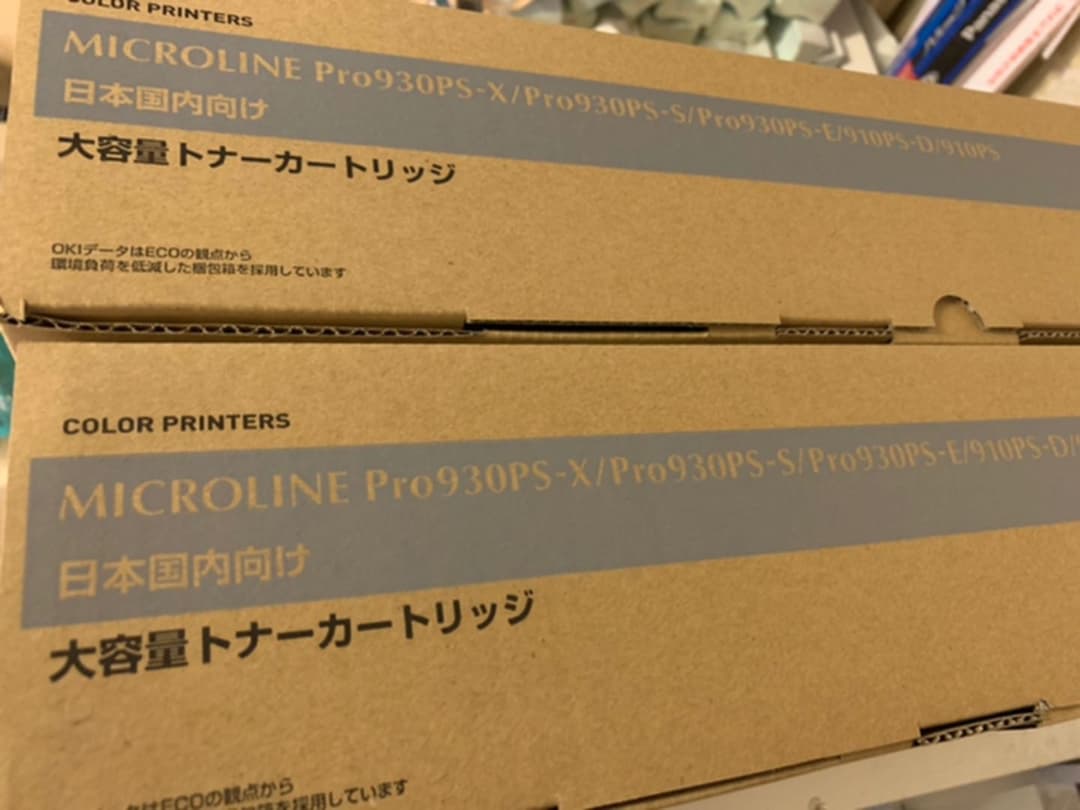 COLOR PRINTERS
MICROLINE Pro930PS-X/Pro930PS-S/Pro930PS-E/910PS-D/910PS
日本国内向け
大容量トナーカートリッジ
OKIデータはECOの観点から
環境負荷を低減した梱包箱を採用しています
COLOR PRINTERS
MICROLINE Pro930PS-X/Pro930PS-S/Pro930PS-E/910PS-D/
日本国内向け
大容量トナーカートリッジ
タはECOの観点から
包箱を採用しています